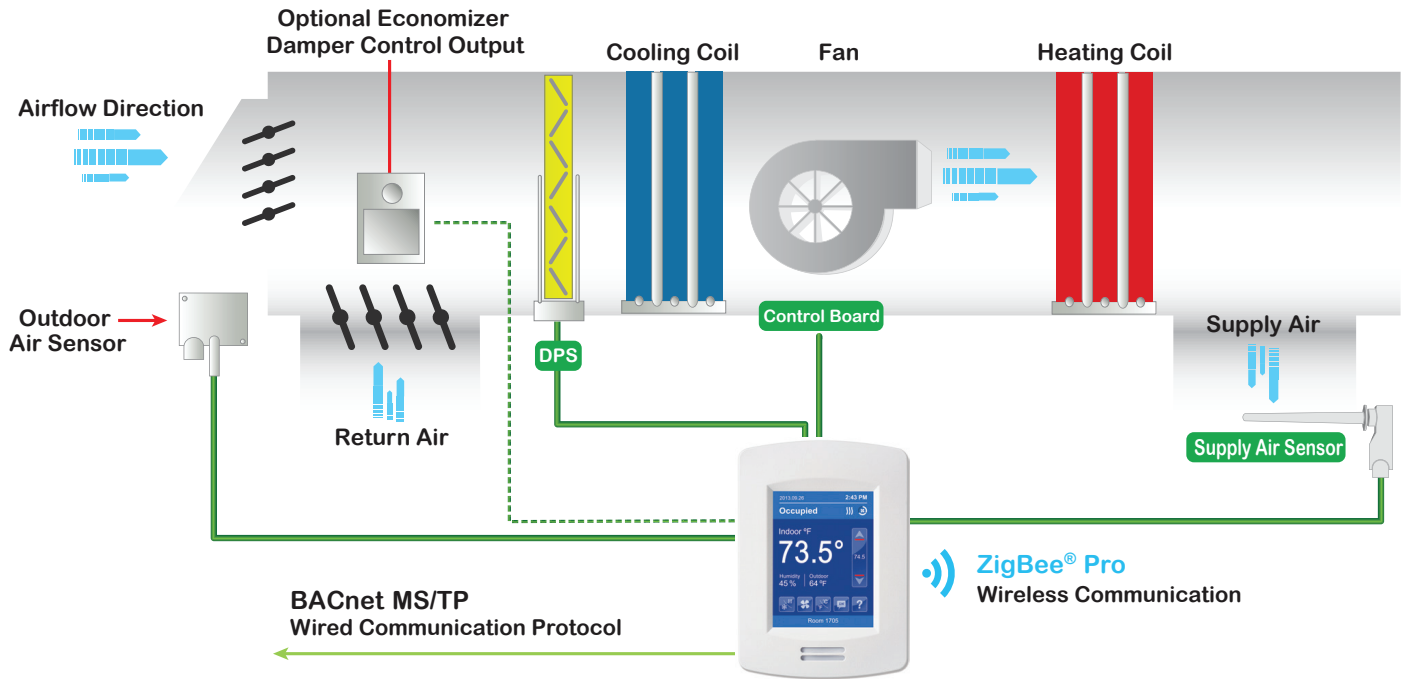 Optional Economizer
Damper Control Output
Cooling Coil
Fan
Heating Coil
Airflow Direction
Outdoor
Air Sensor
Return Air
DPS
Control Board
Supply Air
Supply Air Sensor
2013.09.26 2:43 PM
Occupied
Indoor °F
73.5°
74.5
Humidity Outdoor
45 % 64 °F
?
Room 1705
ZigBee® Pro
Wireless Communication
BACnet MS/TP
Wired Communication Protocol